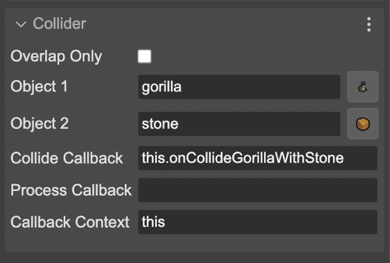 Collider
Overlap Only
Object 1 gorilla
Object 2 stone
Collide Callback this.onCollideGorillaWithStone
Process Callback
Callback Context this